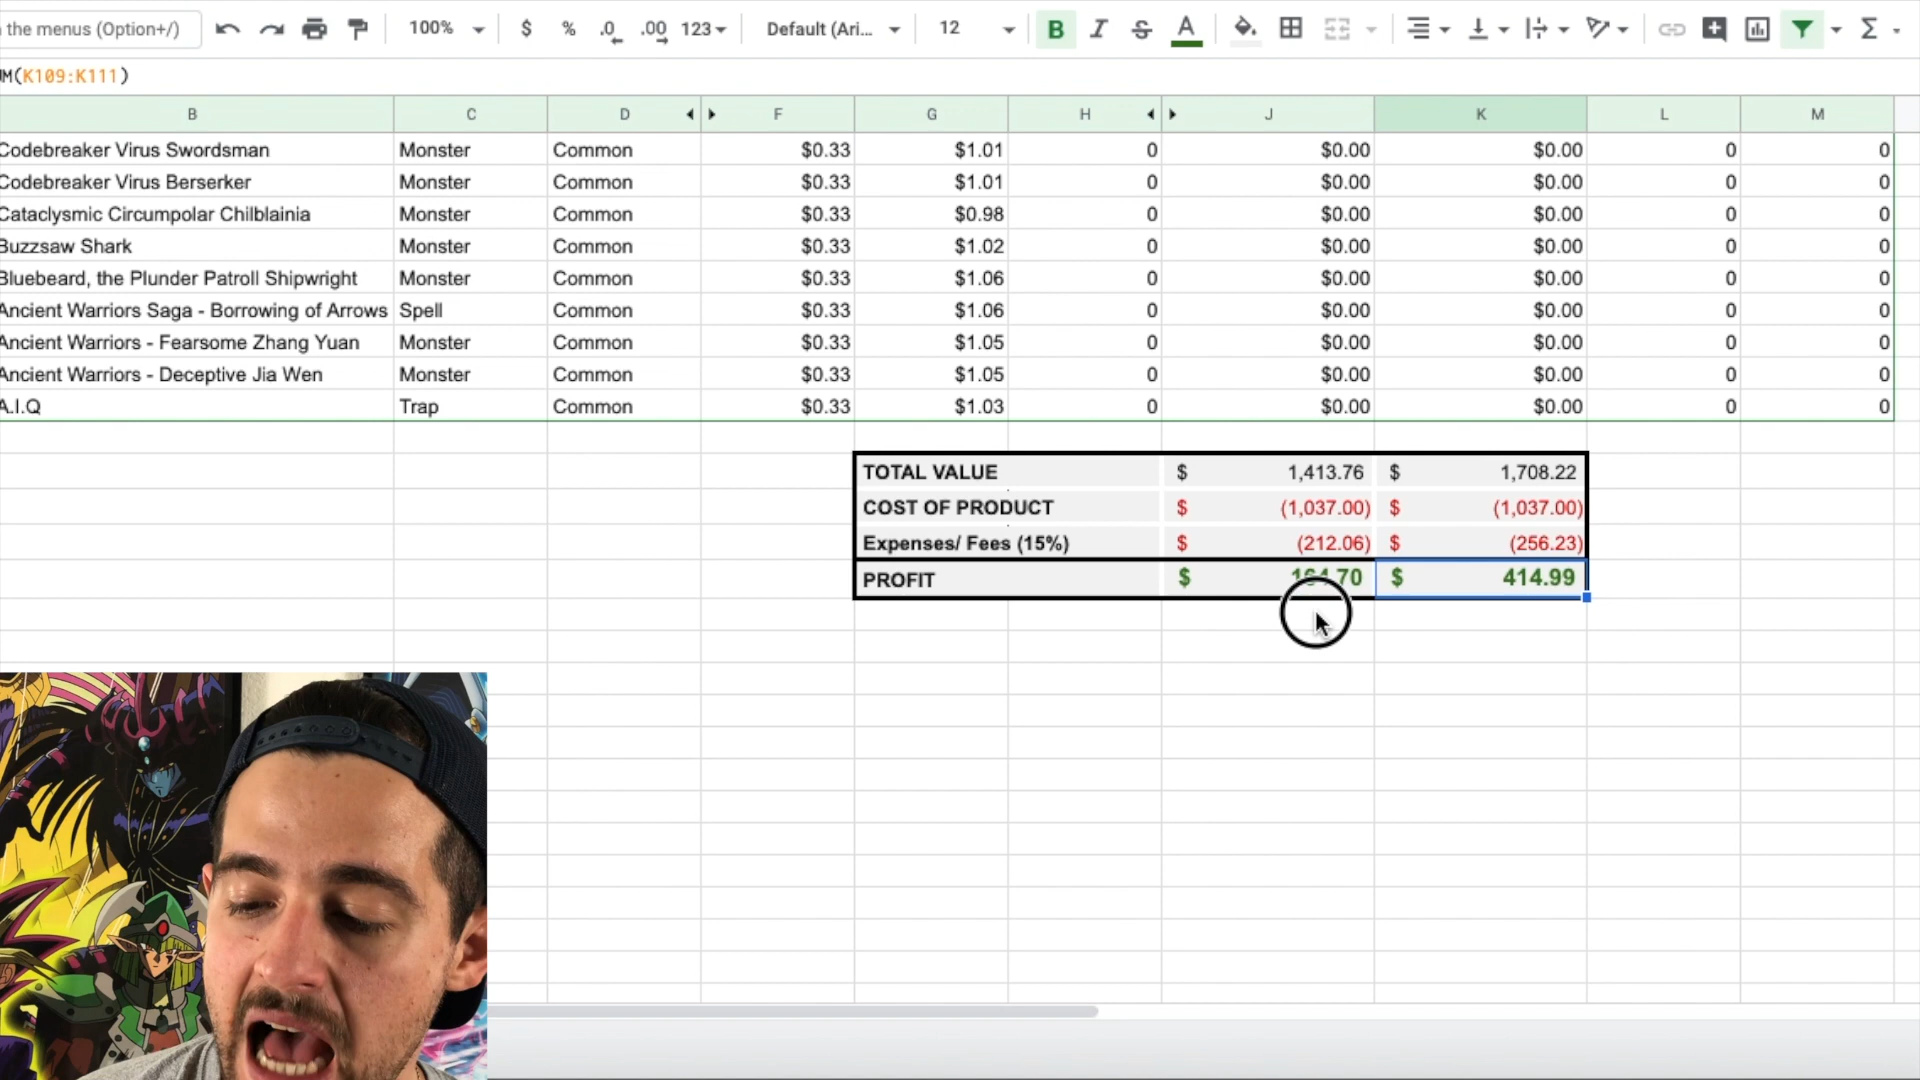 n the menus (Option+/) 100% $ % .0 .00 123 Default (Ari... 12 B I S A Σ
UM(K109:K111)
B C D F G H J K L M
Codebreaker Virus Swordsman Monster Common $0.33 $1.01 0 $0.00 $0.00 0 0
Codebreaker Virus Berserker Monster Common $0.33 $1.01 0 $0.00 $0.00 0 0
Cataclysmic Circumpolar Chilblainia Monster Common $0.33 $0.98 0 $0.00 $0.00 0 0
Buzzsaw Shark Monster Common $0.33 $1.02 0 $0.00 $0.00 0 0
Bluebeard, the Plunder Patroll Shipwright Monster Common $0.33 $1.06 0 $0.00 $0.00 0 0
Ancient Warriors Saga - Borrowing of Arrows Spell Common $0.33 $1.06 0 $0.00 $0.00 0 0
Ancient Warriors - Fearsome Zhang Yuan Monster Common $0.33 $1.05 0 $0.00 $0.00 0 0
Ancient Warriors - Deceptive Jia Wen Monster Common $0.33 $1.05 0 $0.00 $0.00 0 0
A.I.Q Trap Common $0.33 $1.03 0 $0.00 $0.00 0 0
TOTAL VALUE $ 1,413.76 $ 1,708.22
COST OF PRODUCT $ (1,037.00) $ (1,037.00)
Expenses/ Fees (15%) $ (212.06) $ (256.23)
PROFIT $ 164.70 $ 414.99